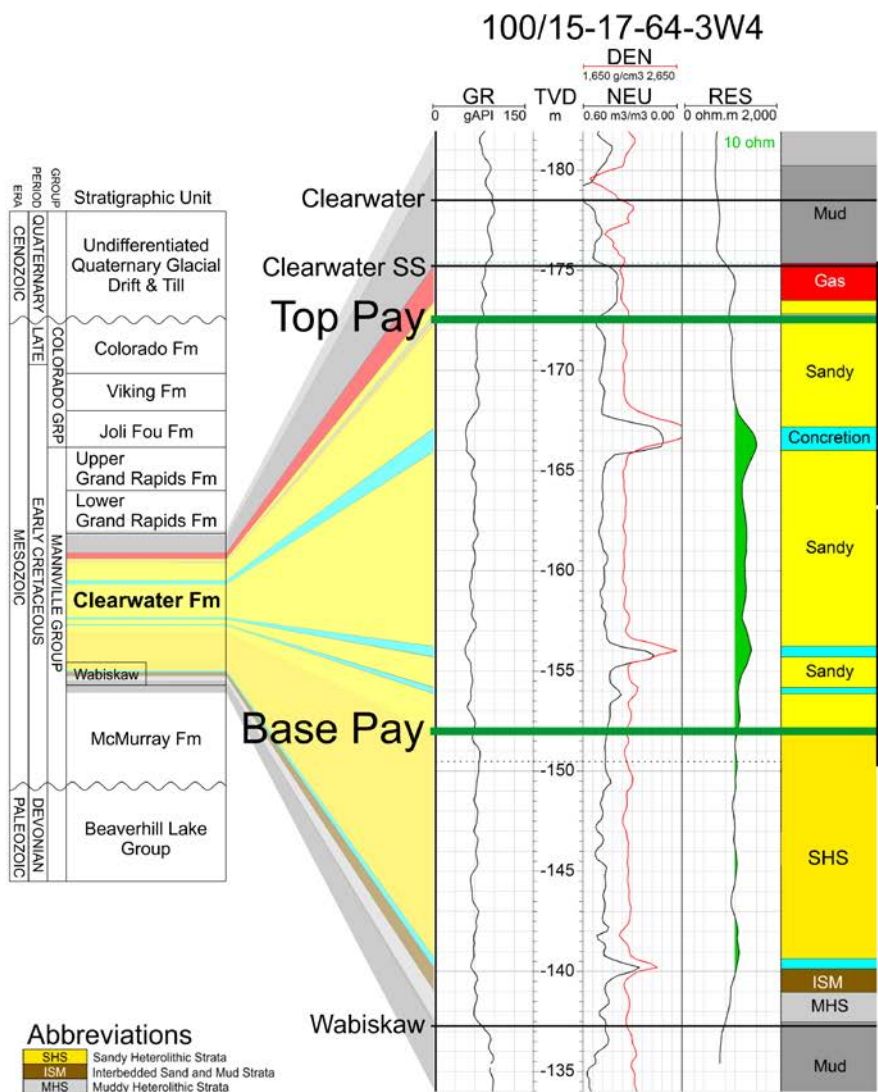 100/15-17-64-3W4
DEN
1,650 g/cm3 2,650
GR TVD NEU RES
0 gAPI 150 m 0.60 m3/m3 0.00 0 ohm.m 2,000
10 ohm
ERA
PERIOD
GROUP
Stratigraphic Unit
CENOZOIC
QUATERNARY
Undifferentiated
Quaternary Glacial
Drift & Till
MESOZOIC
LATE
EARLY CRETACEOUS
COLORADO GRP
Colorado Fm
Viking Fm
Joli Fou Fm
MANNVILLE GROUP
Upper
Grand Rapids Fm
Lower
Grand Rapids Fm
Clearwater Fm
Wabiskaw
McMurray Fm
PALEOZOIC
DEVONIAN
Beaverhill Lake
Group
Clearwater
Clearwater SS
Top Pay
Base Pay
Wabiskaw
-180
-175
-170
-165
-160
-155
-150
-145
-140
-135
Mud
Gas
Sandy
Concretion
Sandy
Sandy
SHS
ISM
MHS
Mud
Abbreviations
SHS Sandy Heterolithic Strata
ISM Interbedded Sand and Mud Strata
MHS Muddy Heterolithic Strata